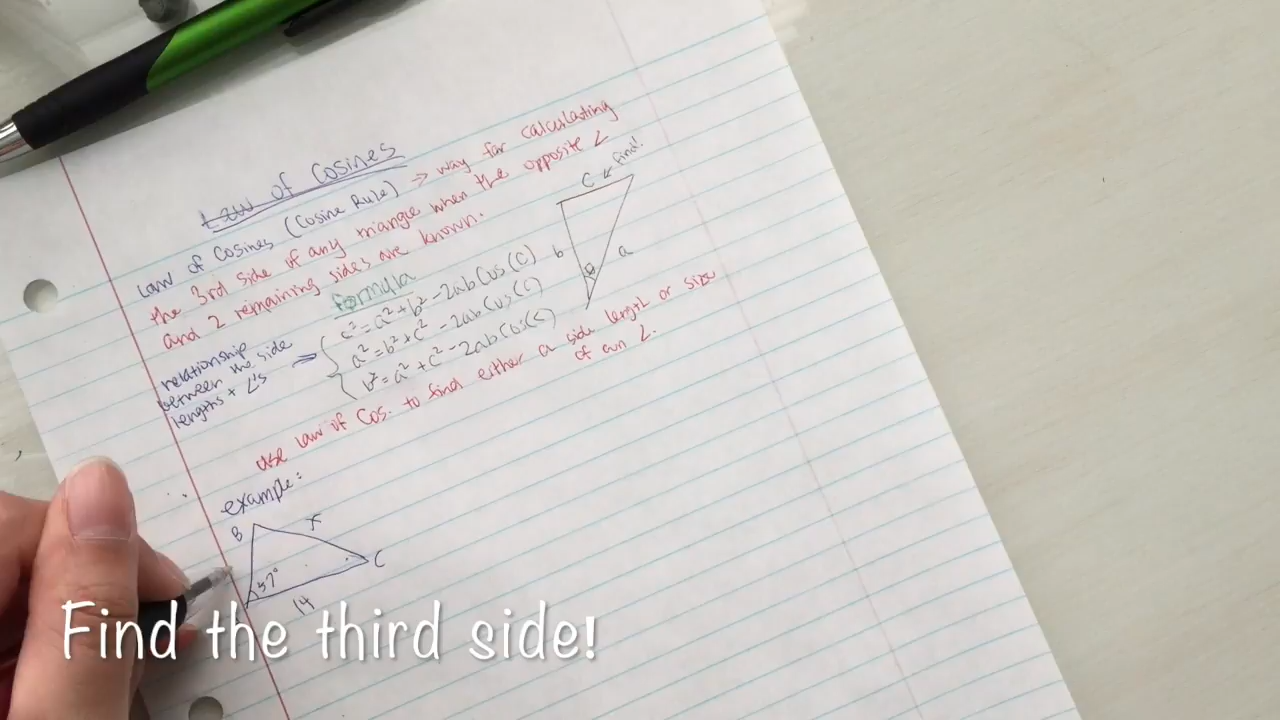 Law of Cosines
Law of Cosines (Cosine Rule) → way for calculating
the 3rd side of any triangle when the opposite ∠
and 2 remaining sides are known.
C ↙ find!
b
θ
a
formula
relationship
between the side
lengths + ∠'s
c² = a² + b² - 2ab Cos(C)
a² = b² + c² - 2ab Cos(C)
b² = a² + c² - 2ab Cos(C)
use law of Cos. to find either a side length or size
of an ∠.
example:
B
x
C
57°
14
Find the third side!